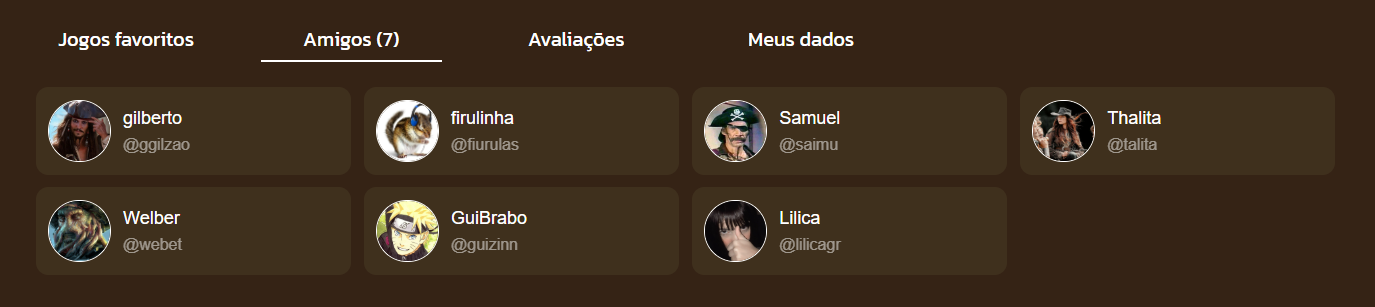 Jogos favoritos Amigos (7) Avaliações Meus dados
gilberto
@ggilzao
firulinha
@fiurulas
Samuel
@saimu
Thalita
@talita
Welber
@webet
GuiBrabo
@guizinn
Lilica
@lilicagr